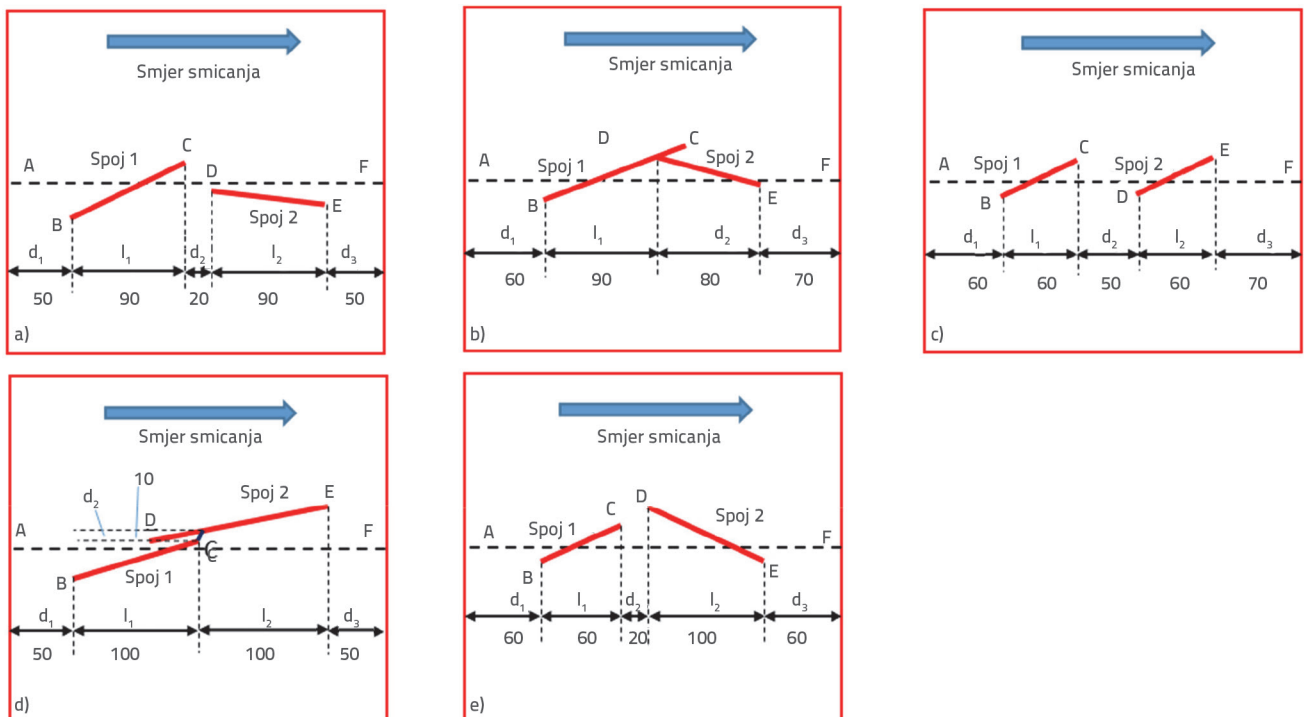 Smjer smicanja
A
Spoj 1
C
D
F
B
Spoj 2
E
d1 l1 d2 l2 d3
50 90 20 90 50
a)
Smjer smicanja
D C
A
Spoj 1
Spoj 2
F
B
E
d1 l1 d2 d3
60 90 80 70
b)
Smjer smicanja
C E
A
Spoj 1
Spoj 2
F
B
D
d1 l1 d2 l2 d3
60 60 50 60 70
c)
Smjer smicanja
10
d2
Spoj 2
E
D
A
F
C
C
B
Spoj 1
d1 l1 l2 d3
50 100 100 50
d)
Smjer smicanja
D
C
Spoj 2
A
Spoj 1
F
B
E
d1 l1 d2 l2 d3
60 60 20 100 60
e)